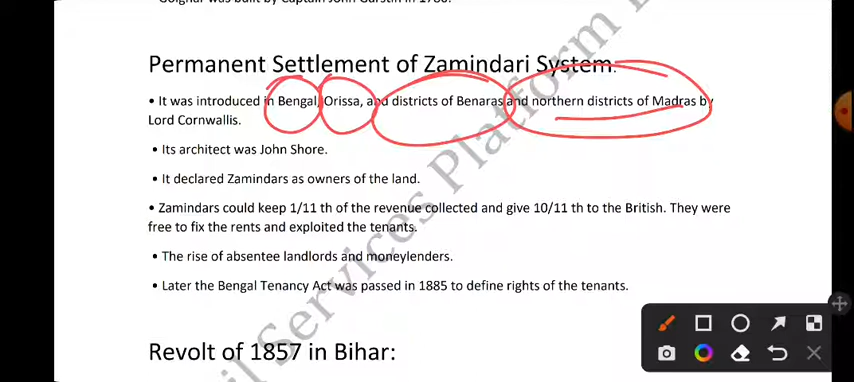 Permanent Settlement of Zamindari System:
• It was introduced in Bengal, Orissa, and districts of Benaras and northern districts of Madras by
Lord Cornwallis.
• Its architect was John Shore.
• It declared Zamindars as owners of the land.
• Zamindars could keep 1/11 th of the revenue collected and give 10/11 th to the British. They were
free to fix the rents and exploited the tenants.
• The rise of absentee landlords and moneylenders.
• Later the Bengal Tenancy Act was passed in 1885 to define rights of the tenants.
Revolt of 1857 in Bihar:
Services Platform